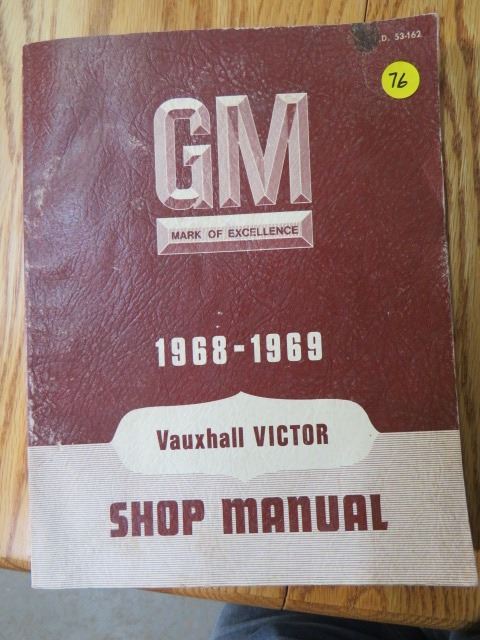 D. 53-162
76
GM
MARK OF EXCELLENCE
1968-1969
Vauxhall VICTOR
SHOP MANUAL